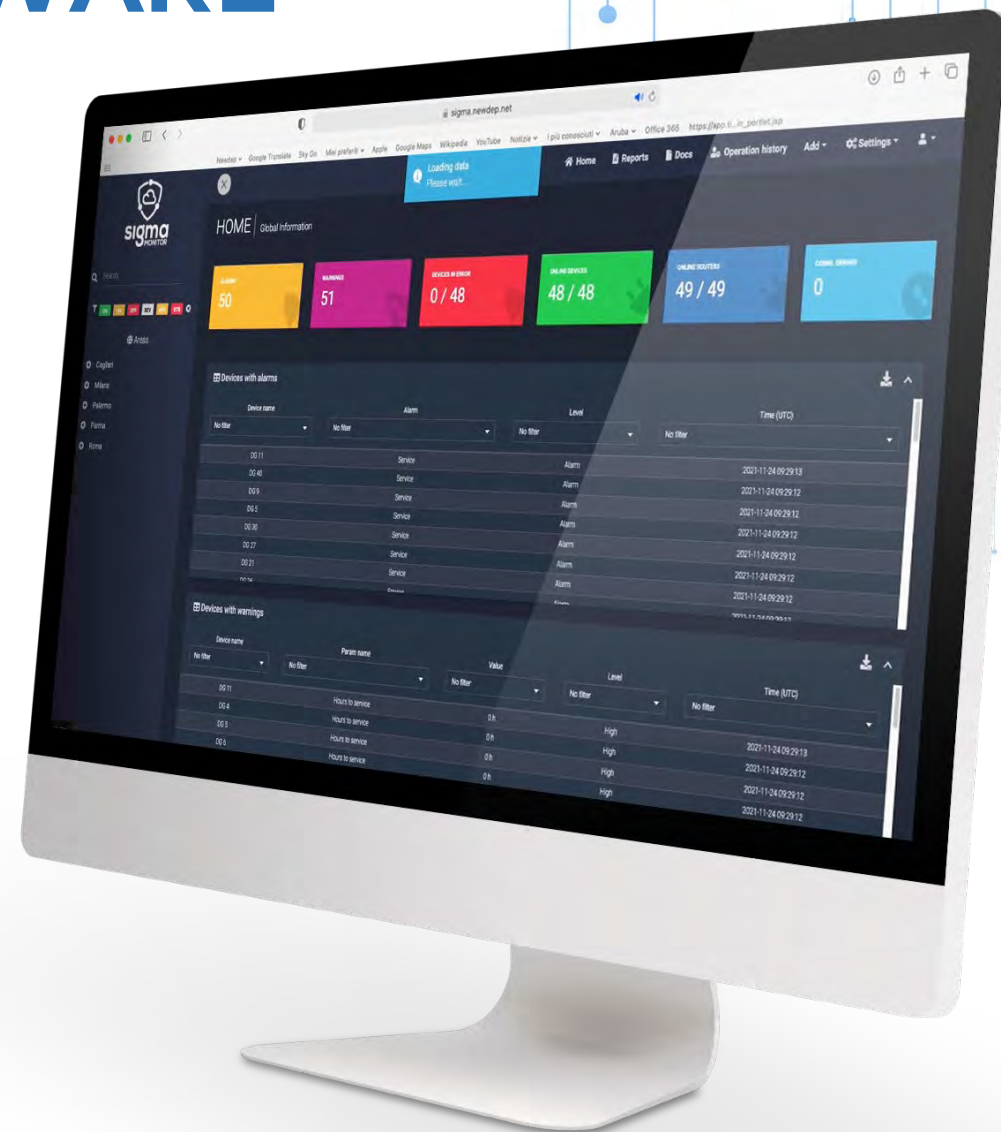 WARE
sigma.newdep.net
Newdep Google Translate Sky Go Miei preferiti Apple Google Maps Wikipedia YouTube Notizie I più conosciuti Aruba Office 365 https://app.ti...in_portlet.jsp
Loading data
Please wait...
Home Reports Docs Operation history Add Settings
sigma
MONITOR
HOME Global Information
Search
WARNINGS
51
DEVICES IN ERROR
0 / 48
ONLINE DEVICES
48 / 48
ONLINE ROUTERS
49 / 49
50
0
Areas
Cagliari
Milano
Palermo
Parma
Roma
Devices with alarms
Device name Alarm Level Time (UTC)
No filter No filter No filter No filter
DG 11 Service Alarm 2021-11-24 09:29:13
DG 40 Service Alarm 2021-11-24 09:29:12
DG 9 Service Alarm 2021-11-24 09:29:12
DG 5 Service Alarm 2021-11-24 09:29:12
DG 30 Service Alarm 2021-11-24 09:29:12
DG 27 Service Alarm 2021-11-24 09:29:12
DG 21 Service Alarm 2021-11-24 09:29:12
Devices with warnings
Device name Param name Value Level Time (UTC)
No filter No filter No filter No filter No filter
DG 11 Hours to service 0 h High 2021-11-24 09:29:13
DG 4 Hours to service 0 h High 2021-11-24 09:29:12
DG 5 Hours to service 0 h High 2021-11-24 09:29:12
DG 6 Hours to service 0 h High 2021-11-24 09:29:12